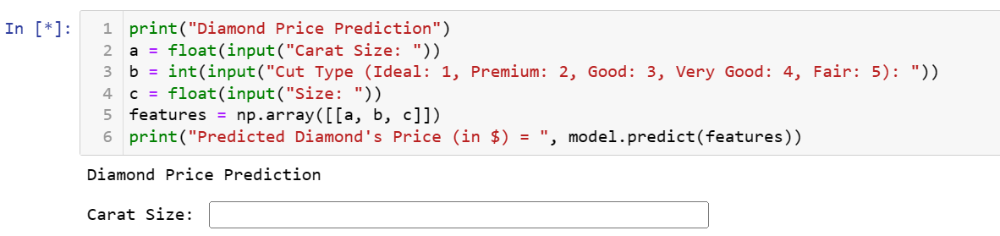 In [*]:
1 print("Diamond Price Prediction")
2 a = float(input("Carat Size: "))
3 b = int(input("Cut Type (Ideal: 1, Premium: 2, Good: 3, Very Good: 4, Fair: 5): "))
4 c = float(input("Size: "))
5 features = np.array([[a, b, c]])
6 print("Predicted Diamond's Price (in $) = ", model.predict(features))
Diamond Price Prediction
Carat Size: